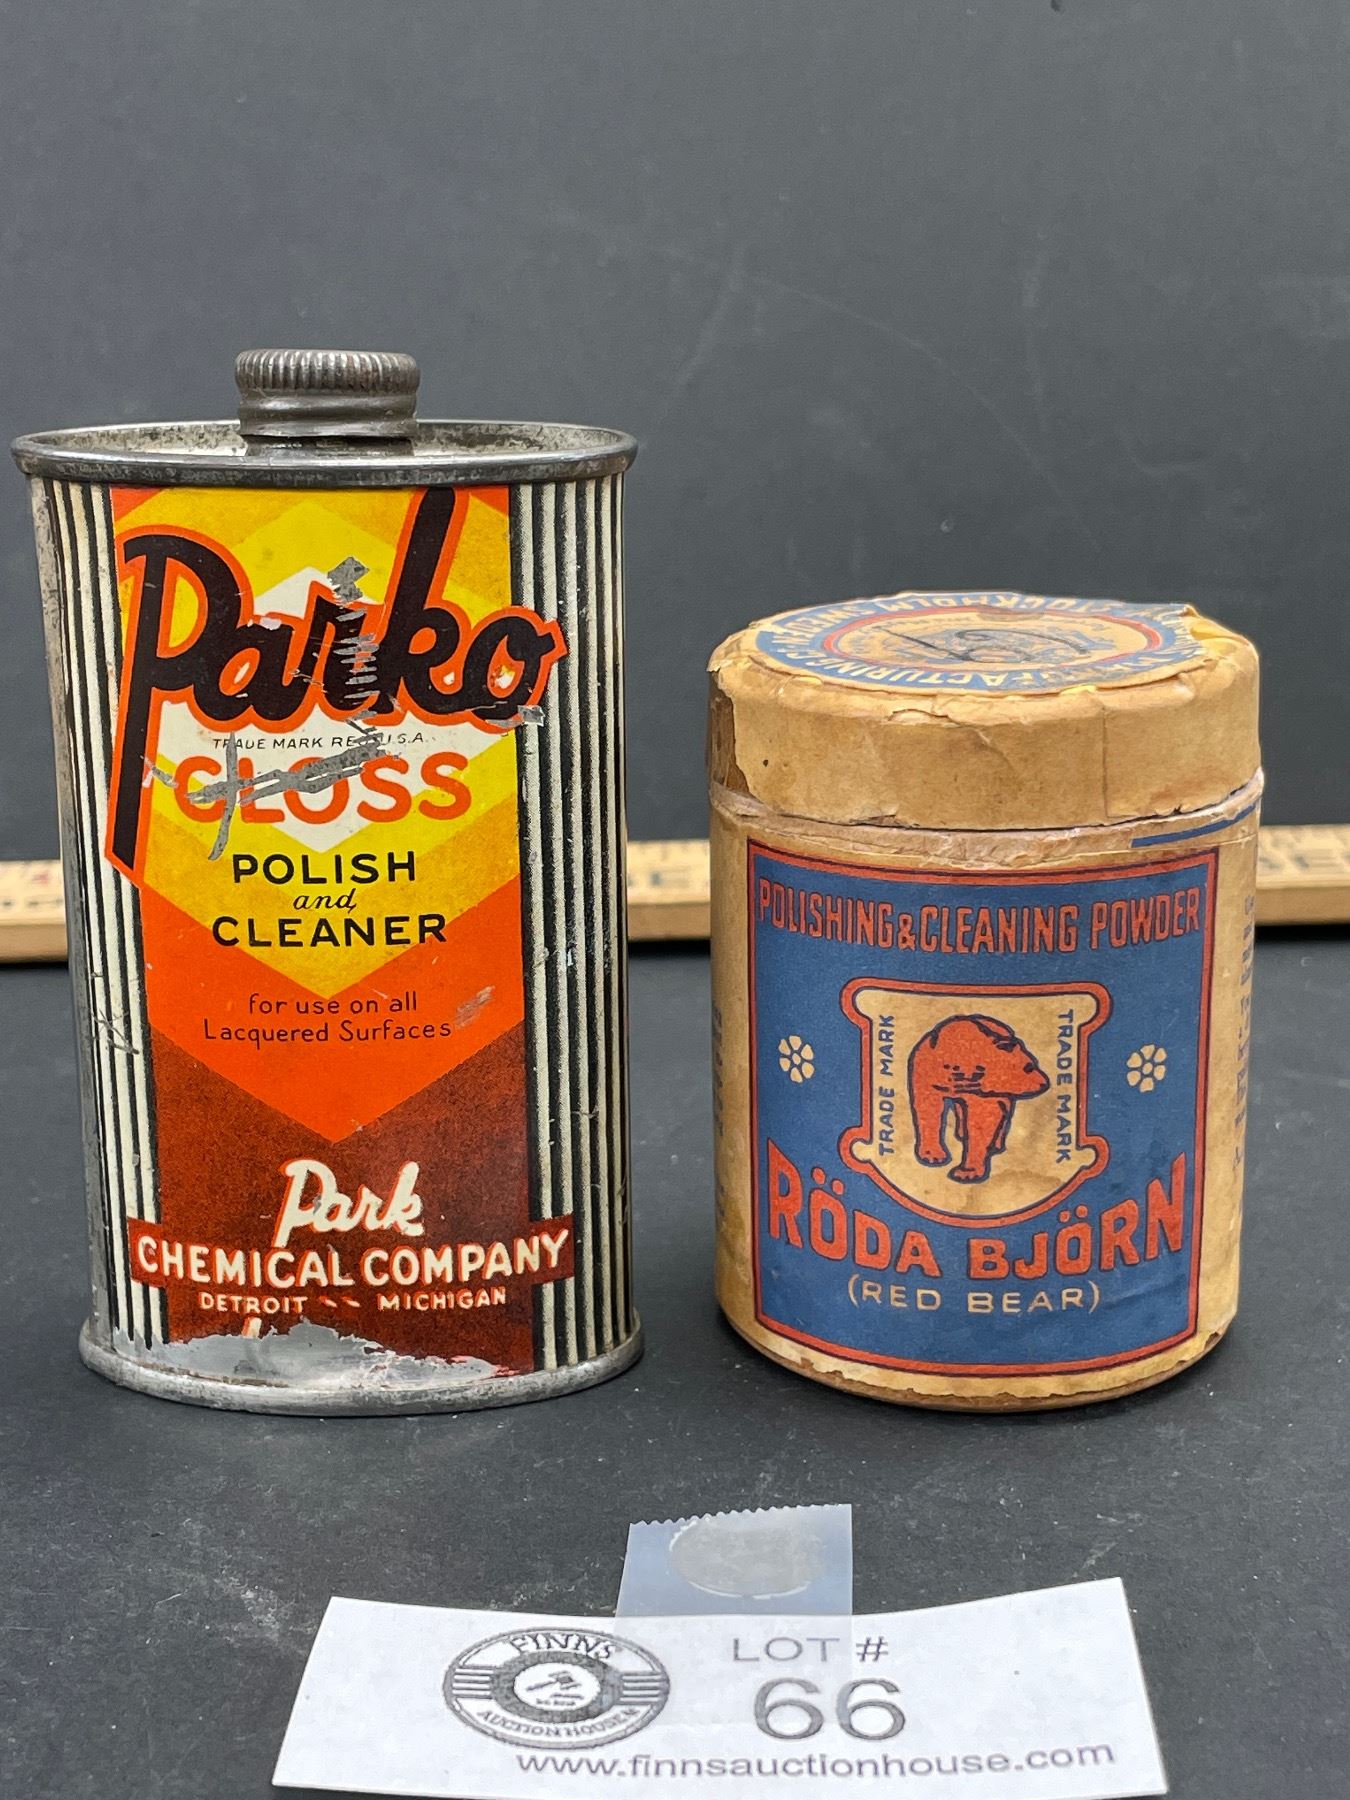 Parko
TRADE MARK REG. U.S.A.
GLOSS
POLISH
and
CLEANER
for use on all
Lacquered Surfaces
Park
CHEMICAL COMPANY
DETROIT -- MICHIGAN
STOCKHOLM
POLISHING & CLEANING POWDER
TRADE MARK
TRADE MARK
RÖDA BJÖRN
(RED BEAR)
FINNS
AUCTION HOUSE
LOT #
66
www.finnsauctionhouse.com